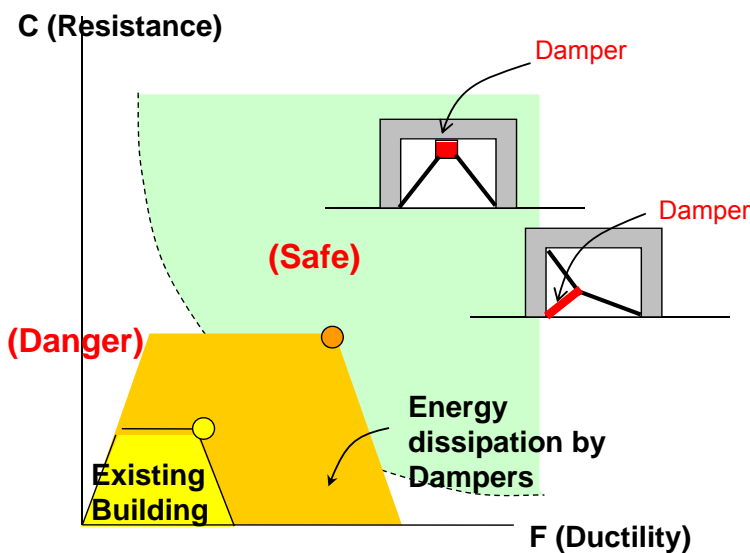 C (Resistance)
Damper
Damper
(Safe)
(Danger)
Energy
dissipation by
Dampers
Existing
Building
F (Ductility)